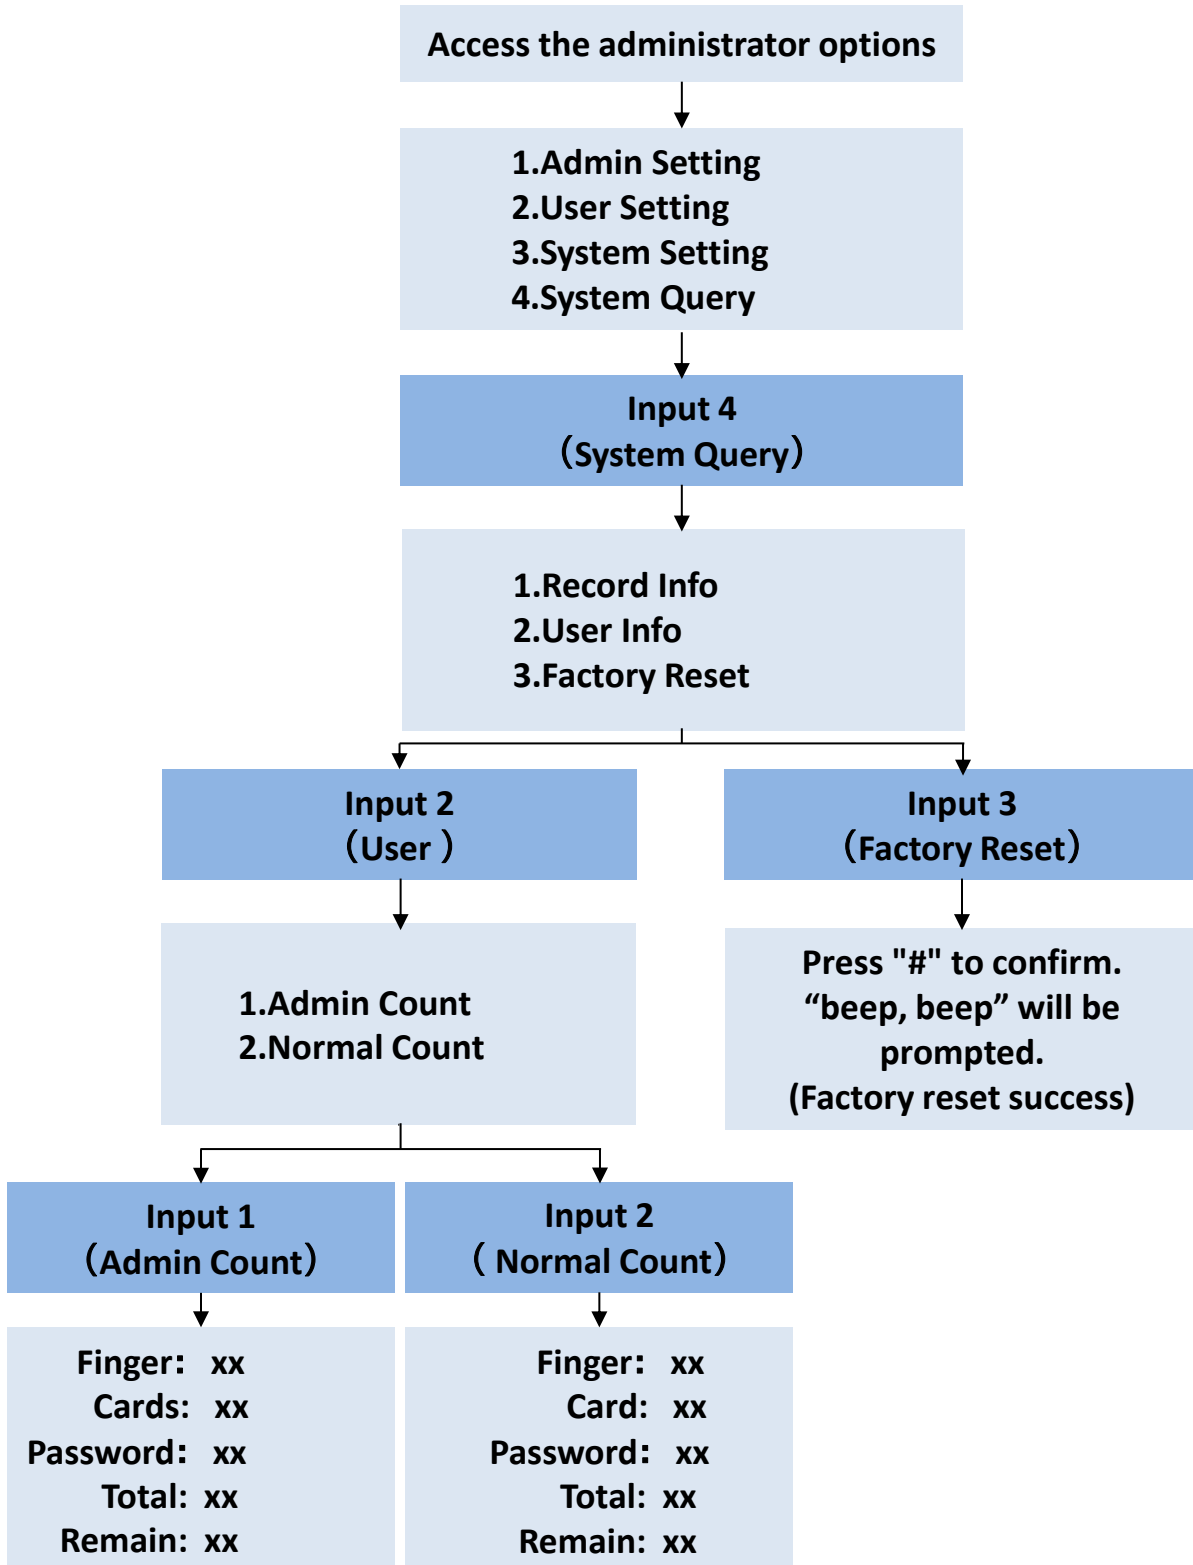 Access the administrator options
1.Admin Setting
2.User Setting
3.System Setting
4.System Query
Input 4
（System Query）
1.Record Info
2.User Info
3.Factory Reset
Input 2
（User ）
Input 3
（Factory Reset）
1.Admin Count
2.Normal Count
Press "#" to confirm.
“beep, beep” will be
prompted.
(Factory reset success)
Input 1
（Admin Count）
Input 2
（ Normal Count）
Finger： xx
Cards: xx
Password： xx
Total: xx
Remain: xx
Finger： xx
Card: xx
Password： xx
Total: xx
Remain: xx